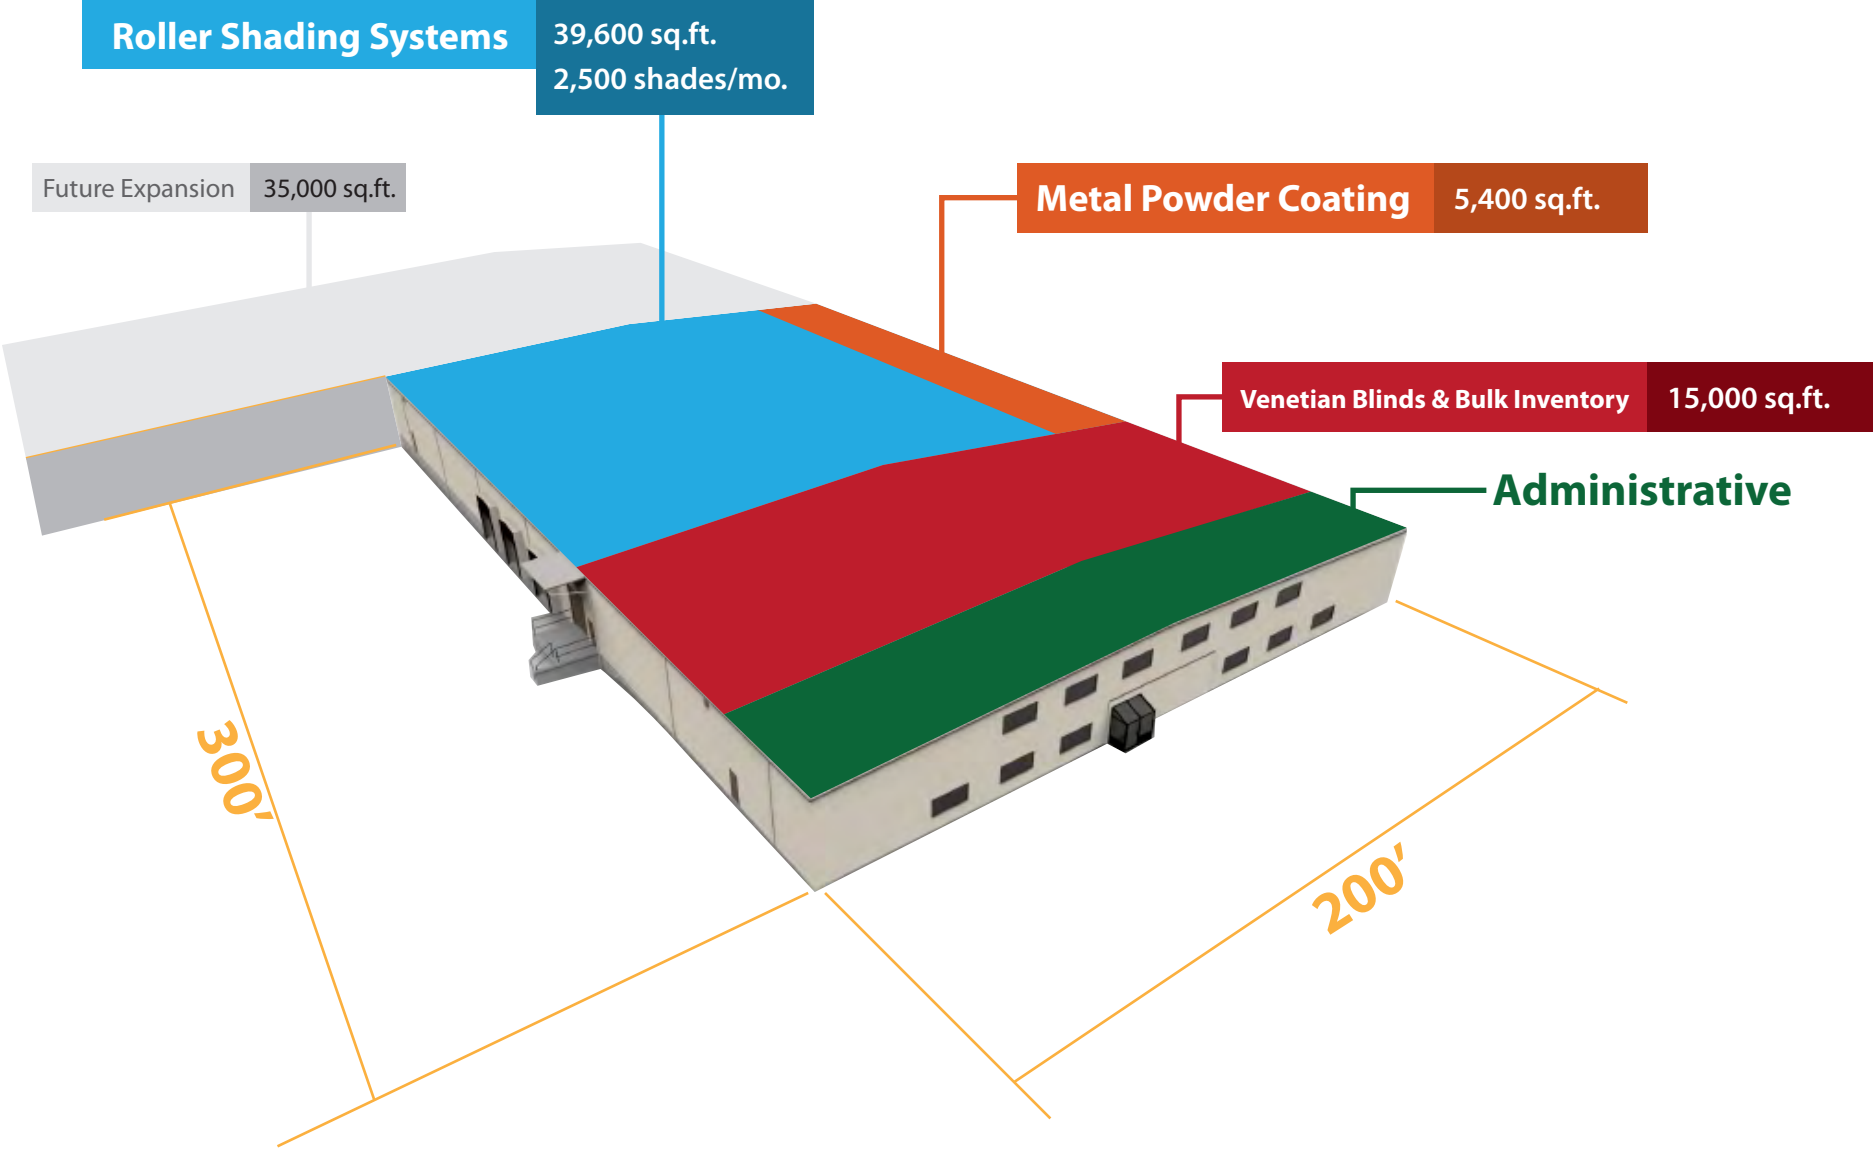 Roller Shading Systems
39,600 sq.ft.
2,500 shades/mo.
Future Expansion 35,000 sq.ft.
Metal Powder Coating 5,400 sq.ft.
Venetian Blinds & Bulk Inventory 15,000 sq.ft.
Administrative
300’
200’